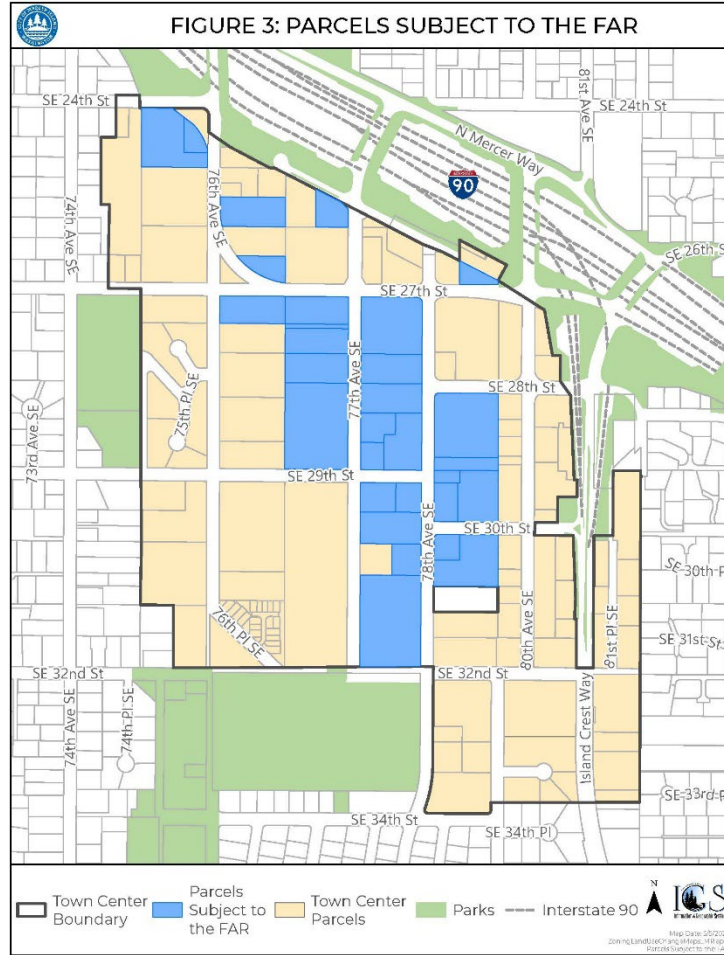 FIGURE 3: PARCELS SUBJECT TO THE FAR
SE 24th St
81st Ave SE
SE 24th St
N Mercer Way
90
74th Ave SE
76th Ave SE
SE 26th S
SE 27th St
77th Ave SE
75th Pl SE
SE 28th St
73rd Ave SE
SE 29th St
78th Ave SE
SE 30th St
SE 30th P
80th Ave SE
81st Pl SE
76th Pl SE
SE 31st St
SE 32nd St
SE 32nd St
74th Ave SE
74th Pl SE
Island Crest Way
SE 33rd P
SE 34th St
SE 34th Pl
Town Center
Boundary
Parcels
Subject to
the FAR
Town Center
Parcels
Parks
Interstate 90
N